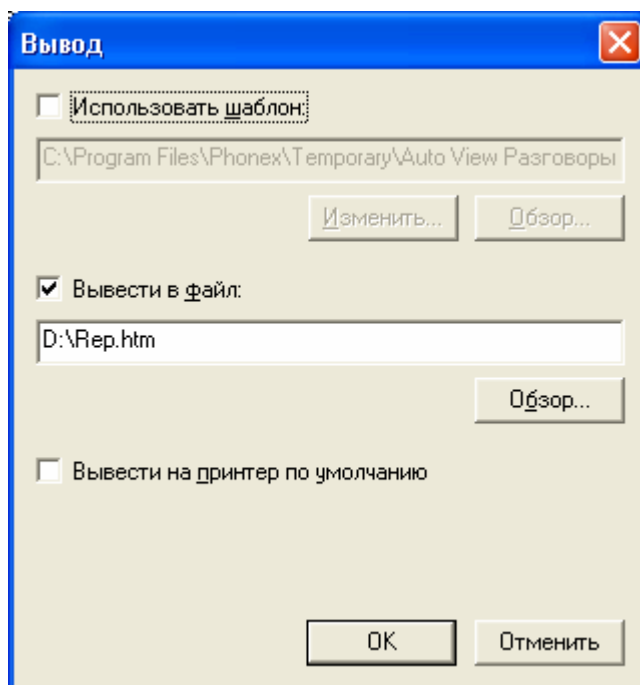 Вывод
Использовать шаблон:
C:\Program Files\Phonex\Temporary\Auto View Разговоры
Изменить... Обзор...
Вывести в файл:
D:\Rep.htm
Обзор...
Вывести на принтер по умолчанию
OK Отменить